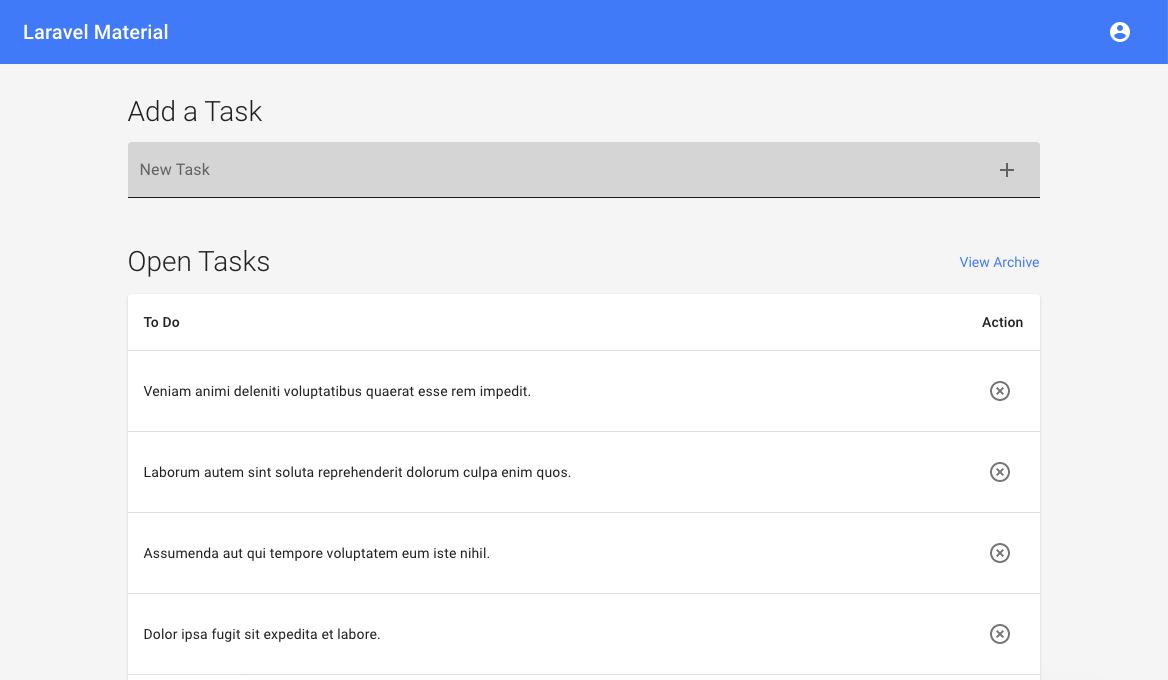 Laravel Material
Add a Task
New Task
Open Tasks
View Archive
To Do
Action
Veniam animi deleniti voluptatibus quaerat esse rem impedit.
Laborum autem sint soluta reprehenderit dolorum culpa enim quos.
Assumenda aut qui tempore voluptatem eum iste nihil.
Dolor ipsa fugit sit expedita et labore.